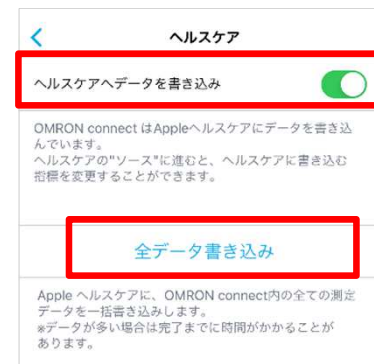 ヘルスケア
ヘルスケアへデータを書き込み
OMRON connect はAppleヘルスケアにデータを書き込
んでいます。
ヘルスケアの"ソース"に進むと、ヘルスケアに書き込む
指標を変更することができます。
全データ書き込み
Apple ヘルスケアに、OMRON connect内の全ての測定
データを一括書き込みします。
※データが多い場合は完了までに時間がかかることが
あります。